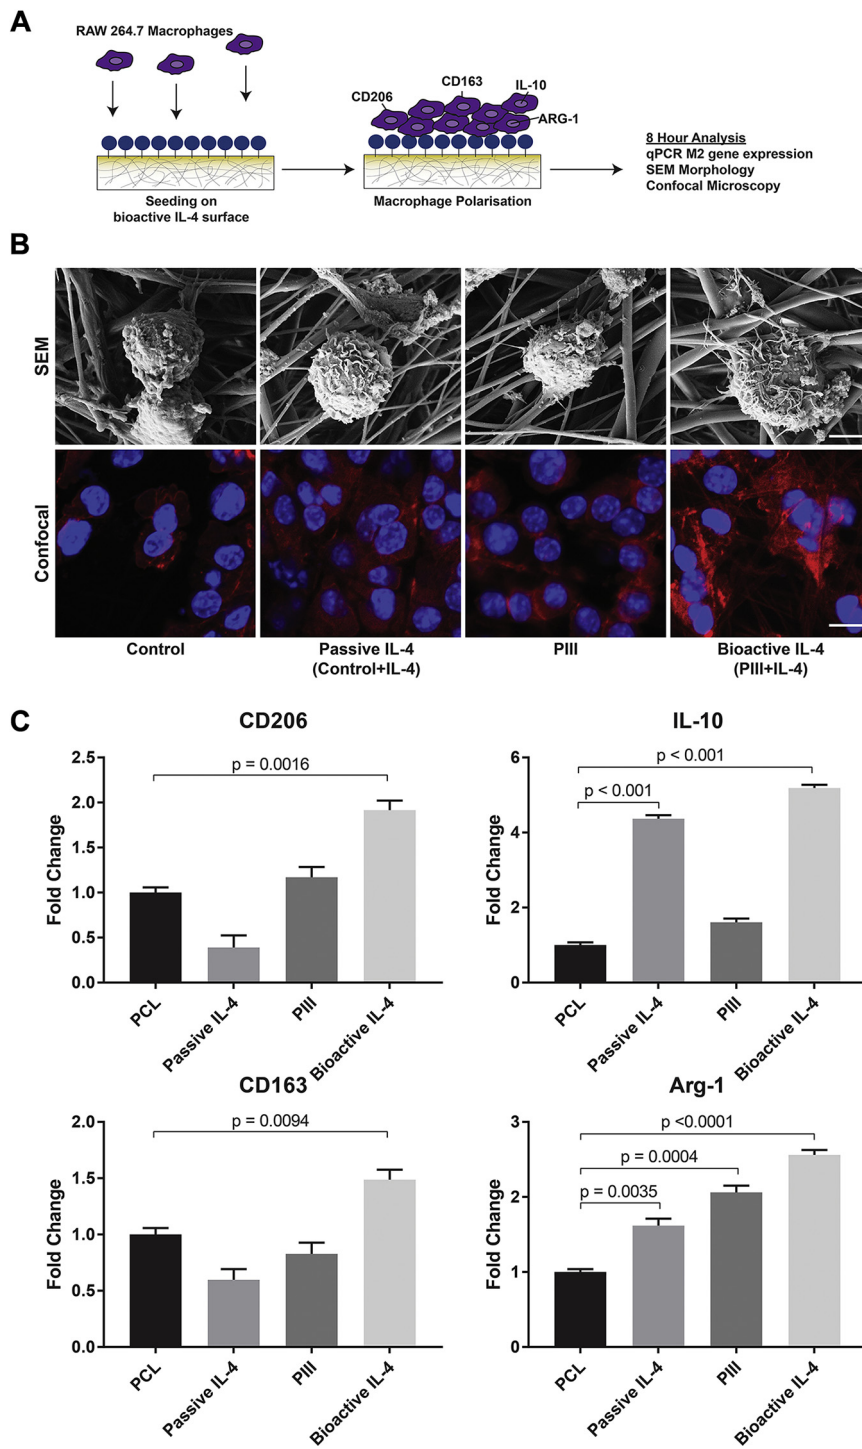 A
RAW 264.7 Macrophages
CD206
CD163
IL-10
ARG-1
Seeding on
bioactive IL-4 surface
Macrophage Polarisation
8 Hour Analysis
qPCR M2 gene expression
SEM Morphology
Confocal Microscopy
B
SEM
Confocal
Control
Passive IL-4
(Control+IL-4)
PIII
Bioactive IL-4
(PIII+IL-4)
C
CD206
Fold Change
2.5
2.0
1.5
1.0
0.5
0.0
p = 0.0016
PCL
Passive IL-4
PIII
Bioactive IL-4
IL-10
Fold Change
6
4
2
0
p < 0.001
p < 0.001
PCL
Passive IL-4
PIII
Bioactive IL-4
CD163
Fold Change
2.0
1.5
1.0
0.5
0.0
p = 0.0094
PCL
Passive IL-4
PIII
Bioactive IL-4
Arg-1
Fold Change
3
2
1
0
p <0.0001
p = 0.0004
p = 0.0035
PCL
Passive IL-4
PIII
Bioactive IL-4